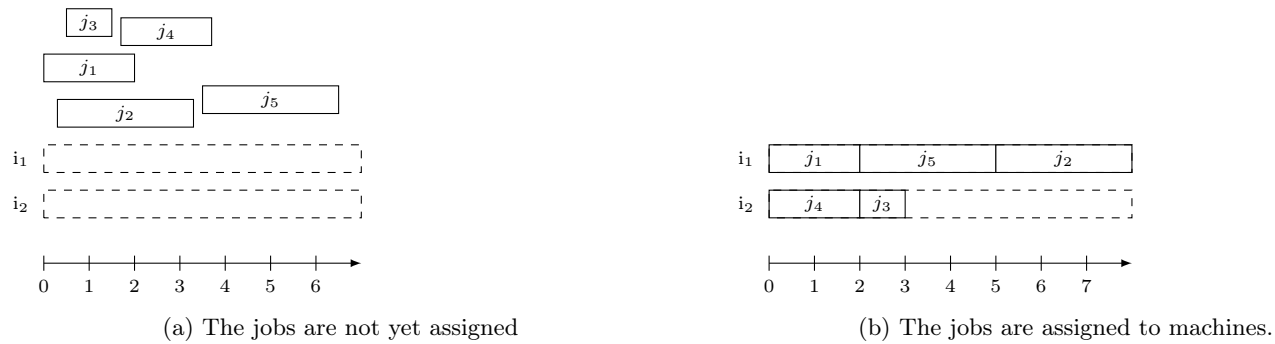 j₃
j₄
j₁
j₅
j₂
i₁
i₂
0 1 2 3 4 5 6
(a) The jobs are not yet assigned
i₁ j₁ j₅ j₂
i₂ j₄ j₃
0 1 2 3 4 5 6 7
(b) The jobs are assigned to machines.